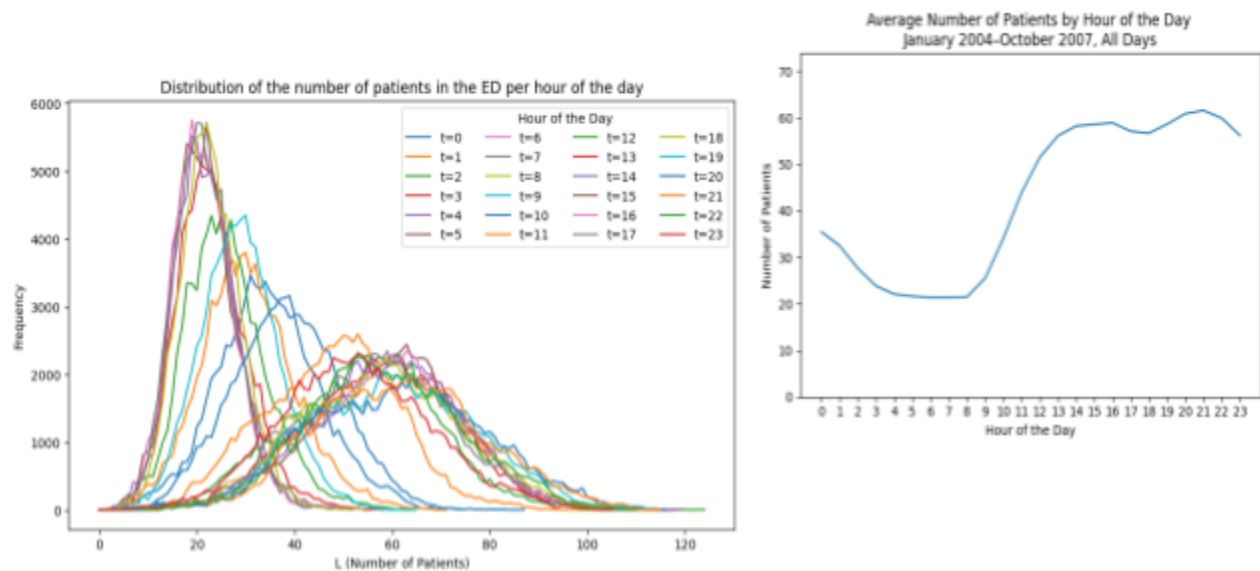 Distribution of the number of patients in the ED per hour of the day
6000
5000
4000
3000
2000
1000
0
Frequency
Hour of the Day
t=0 t=6 t=12 t=18
t=1 t=7 t=13 t=19
t=2 t=8 t=14 t=20
t=3 t=9 t=15 t=21
t=4 t=10 t=16 t=22
t=5 t=11 t=17 t=23
0 20 40 60 80 100 120
L (Number of Patients)
Average Number of Patients by Hour of the Day
January 2004–October 2007, All Days
70
60
50
40
30
20
10
0
Number of Patients
0 1 2 3 4 5 6 7 8 9 10 11 12 13 14 15 16 17 18 19 20 21 22 23
Hour of the Day